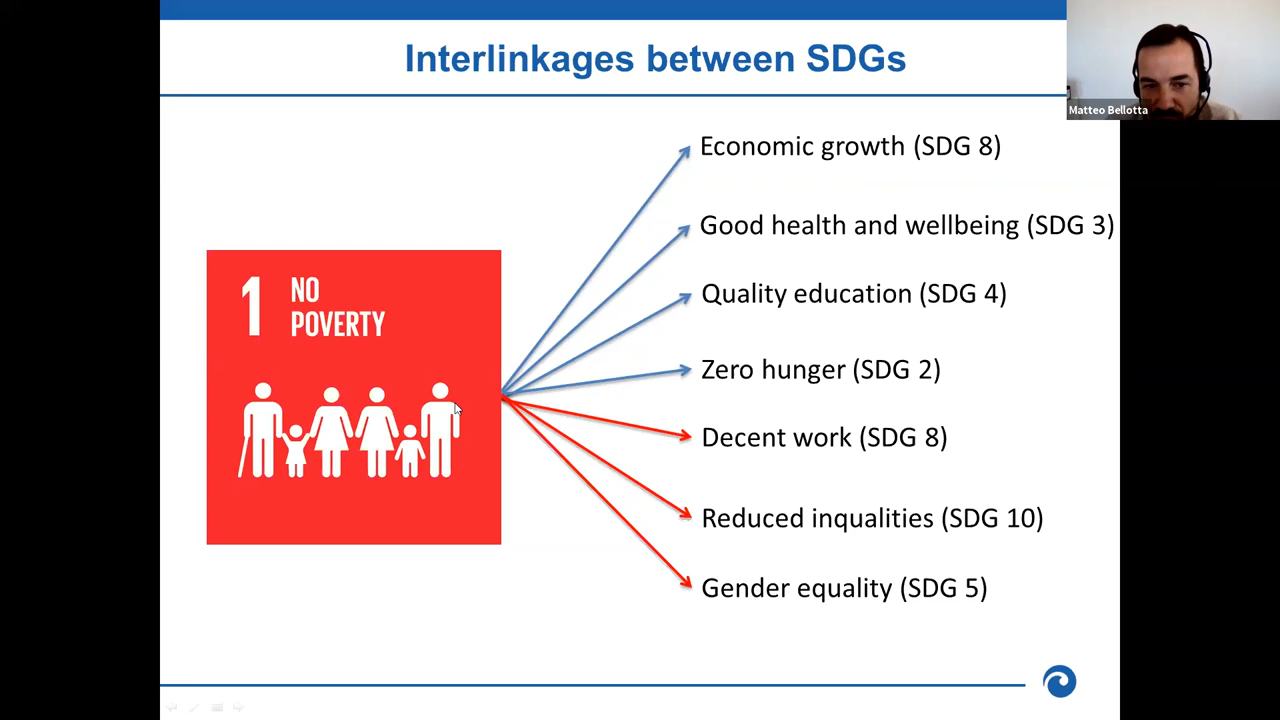 Interlinkages between SDGs
Matteo Bellotta
Economic growth (SDG 8)
Good health and wellbeing (SDG 3)
Quality education (SDG 4)
Zero hunger (SDG 2)
Decent work (SDG 8)
Reduced inqualities (SDG 10)
Gender equality (SDG 5)
1 NO
POVERTY